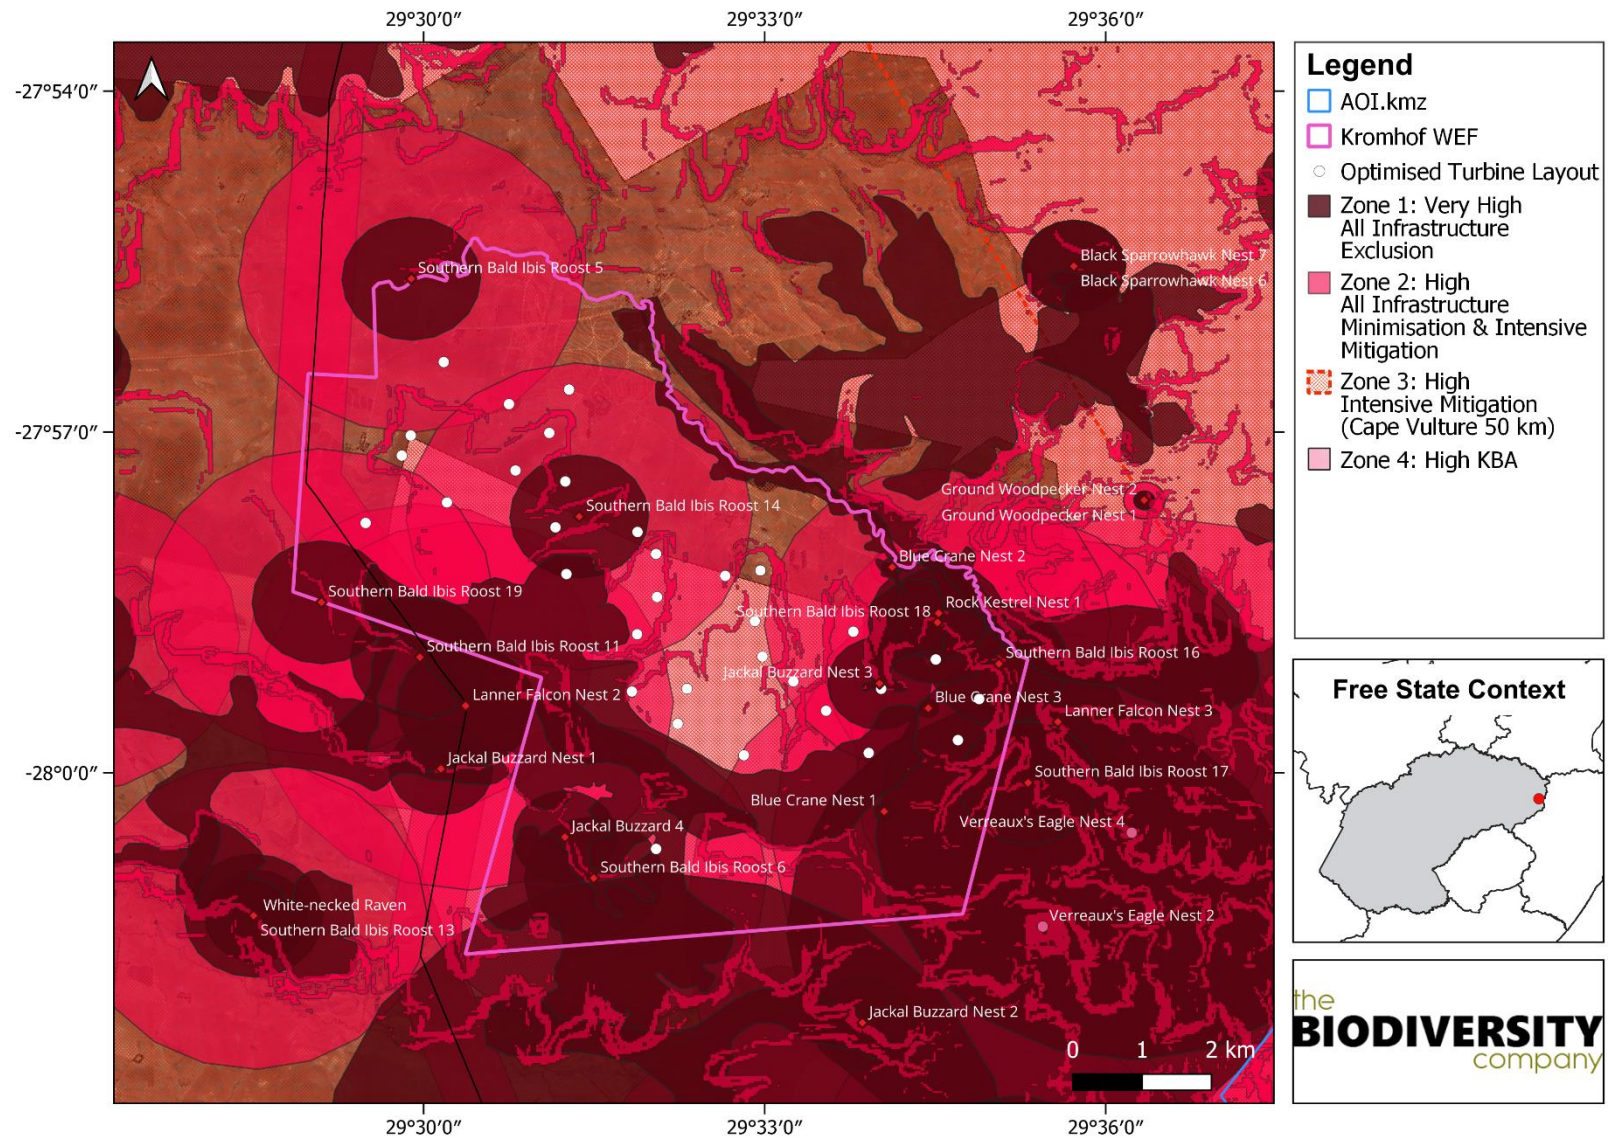 29°30′0″
29°33′0″
29°36′0″
-27°54′0″
-27°57′0″
-28°0′0″
Southern Bald Ibis Roost 5
Black Sparrowhawk Nest 7
Black Sparrowhawk Nest 6
Ground Woodpecker Nest 2
Southern Bald Ibis Roost 14
Ground Woodpecker Nest 1
Blue Crane Nest 2
Southern Bald Ibis Roost 19
Rock Kestrel Nest 1
Southern Bald Ibis Roost 18
Southern Bald Ibis Roost 11
Southern Bald Ibis Roost 16
Jackal Buzzard Nest 3
Lanner Falcon Nest 2
Blue Crane Nest 3
Lanner Falcon Nest 3
Jackal Buzzard Nest 1
Southern Bald Ibis Roost 17
Blue Crane Nest 1
Verreaux's Eagle Nest 4
Jackal Buzzard 4
Southern Bald Ibis Roost 6
White-necked Raven
Verreaux's Eagle Nest 2
Southern Bald Ibis Roost 13
Jackal Buzzard Nest 2
0 1 2 km
29°30′0″
29°33′0″
29°36′0″
Legend
AOI.kmz
Kromhof WEF
Optimised Turbine Layout
Zone 1: Very High
All Infrastructure
Exclusion
Zone 2: High
All Infrastructure
Minimisation & Intensive
Mitigation
Zone 3: High
Intensive Mitigation
(Cape Vulture 50 km)
Zone 4: High KBA
Free State Context
the
BIODIVERSITY
company